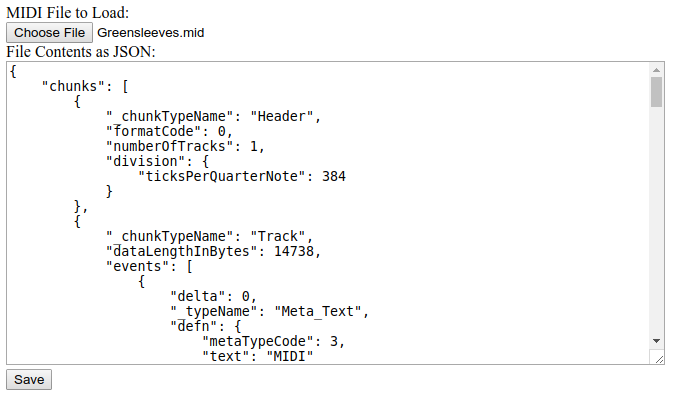 MIDI File to Load:
Choose File Greensleeves.mid
File Contents as JSON:
{
    "chunks": [
        {
            "_chunkTypeName": "Header",
            "formatCode": 0,
            "numberOfTracks": 1,
            "division": {
                "ticksPerQuarterNote": 384
            }
        },
        {
            "_chunkTypeName": "Track",
            "dataLengthInBytes": 14738,
            "events": [
                {
                    "delta": 0,
                    "_typeName": "Meta_Text",
                    "defn": {
                        "metaTypeCode": 3,
                        "text": "MIDI"
Save